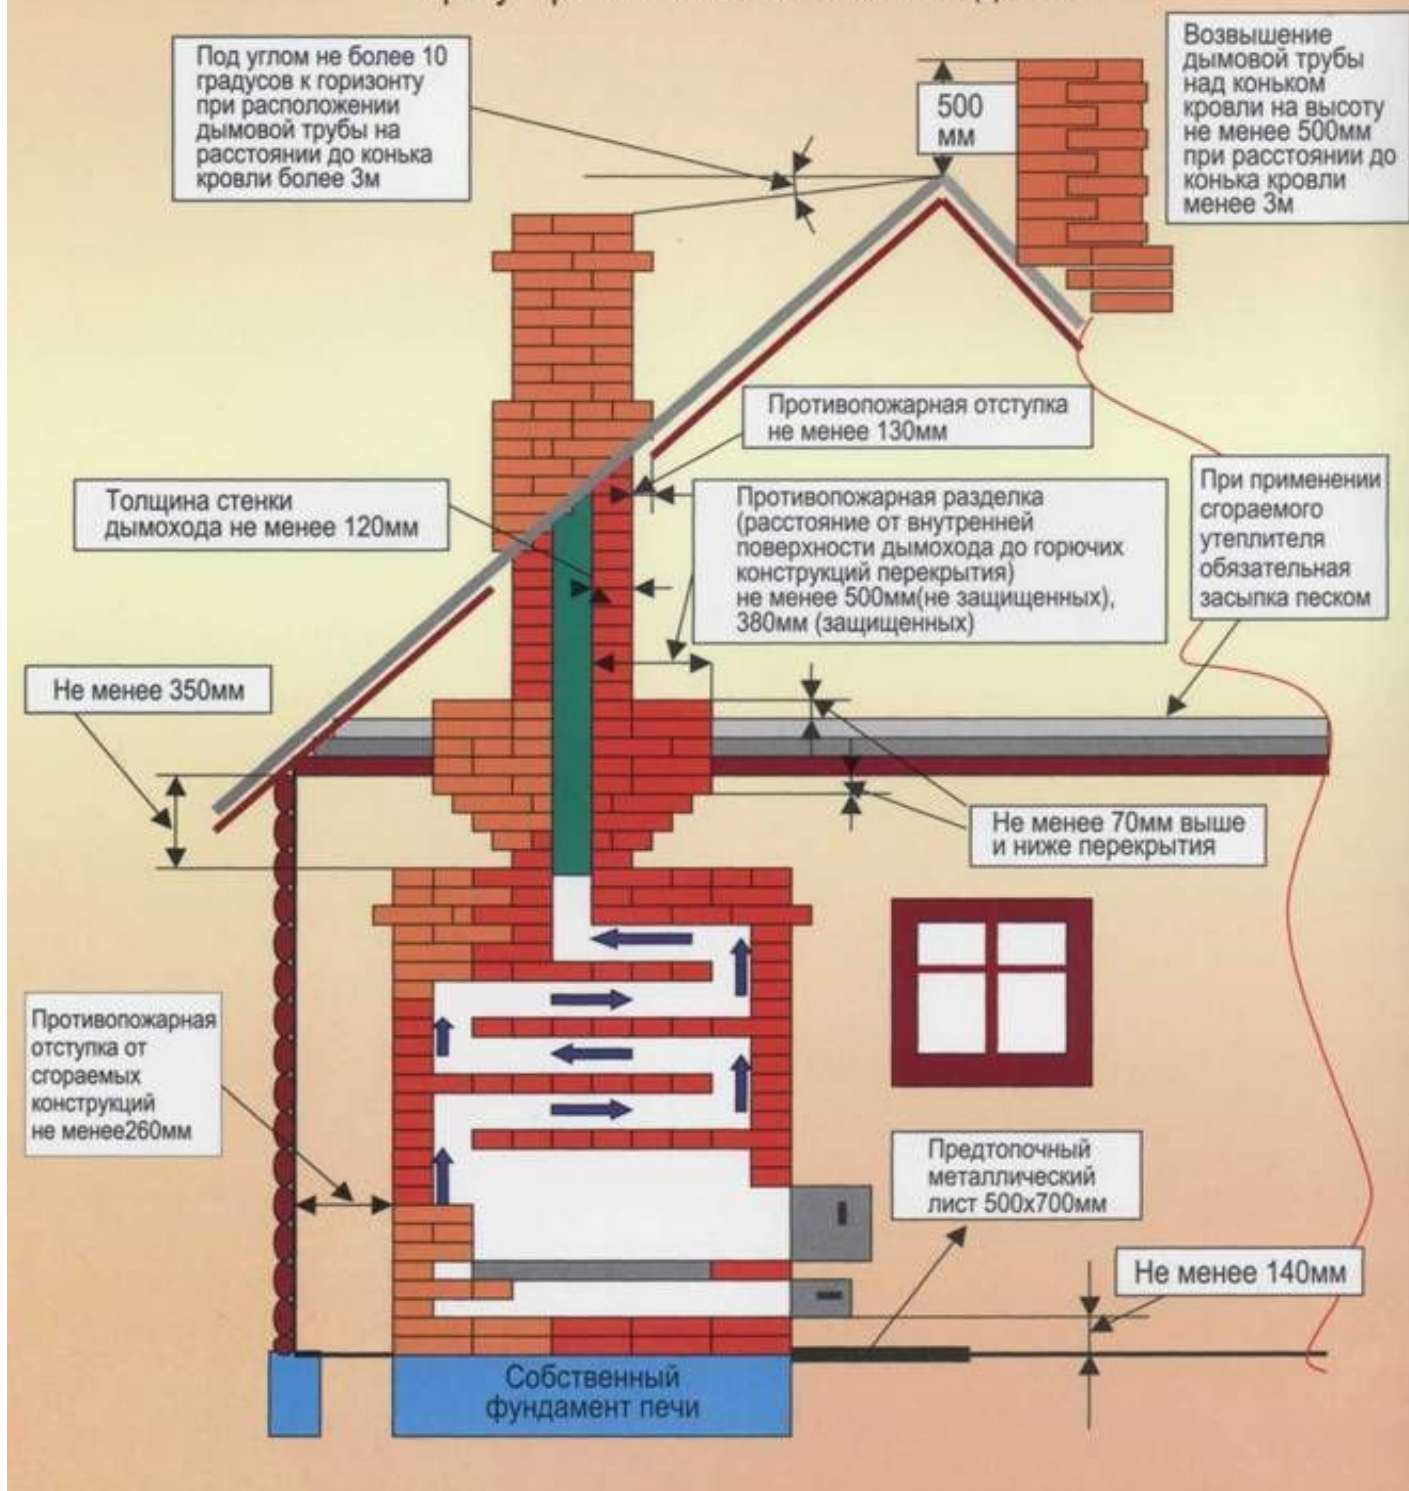 Под углом не более 10
градусов к горизонту
при расположении
дымовой трубы на
расстоянии до конька
кровли более 3м
500
мм
Возвышение
дымовой трубы
над коньком
кровли на высоту
не менее 500мм
при расстоянии до
конька кровли
менее 3м
Противопожарная отступка
не менее 130мм
Толщина стенки
дымохода не менее 120мм
Противопожарная разделка
(расстояние от внутренней
поверхности дымохода до горючих
конструкций перекрытия)
не менее 500мм(не защищенных),
380мм (защищенных)
При применении
сгораемого
утеплителя
обязательная
засыпка песком
Не менее 350мм
Не менее 70мм выше
и ниже перекрытия
Противопожарная
отступка от
сгораемых
конструкций
не менее260мм
Предтопочный
металлический
лист 500х700мм
Не менее 140мм
Собственный
фундамент печи